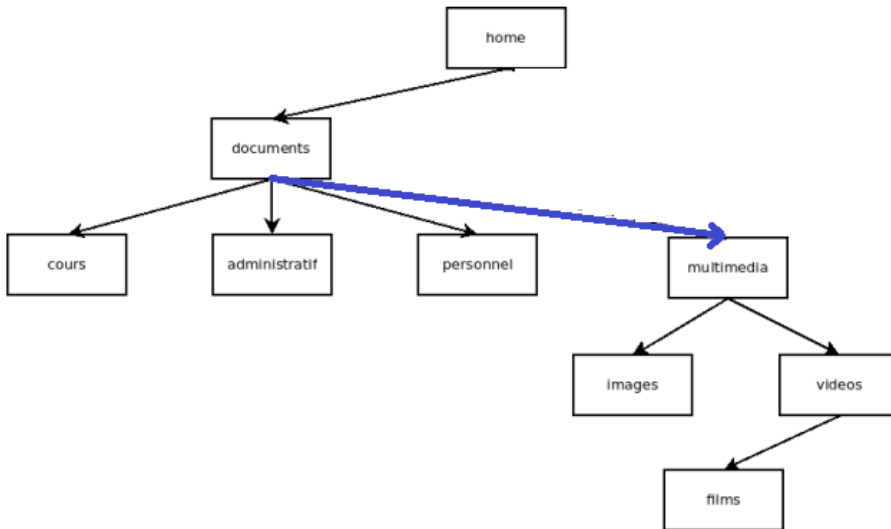 home
documents
cours
administratif
personnel
multimedia
images
videos
films